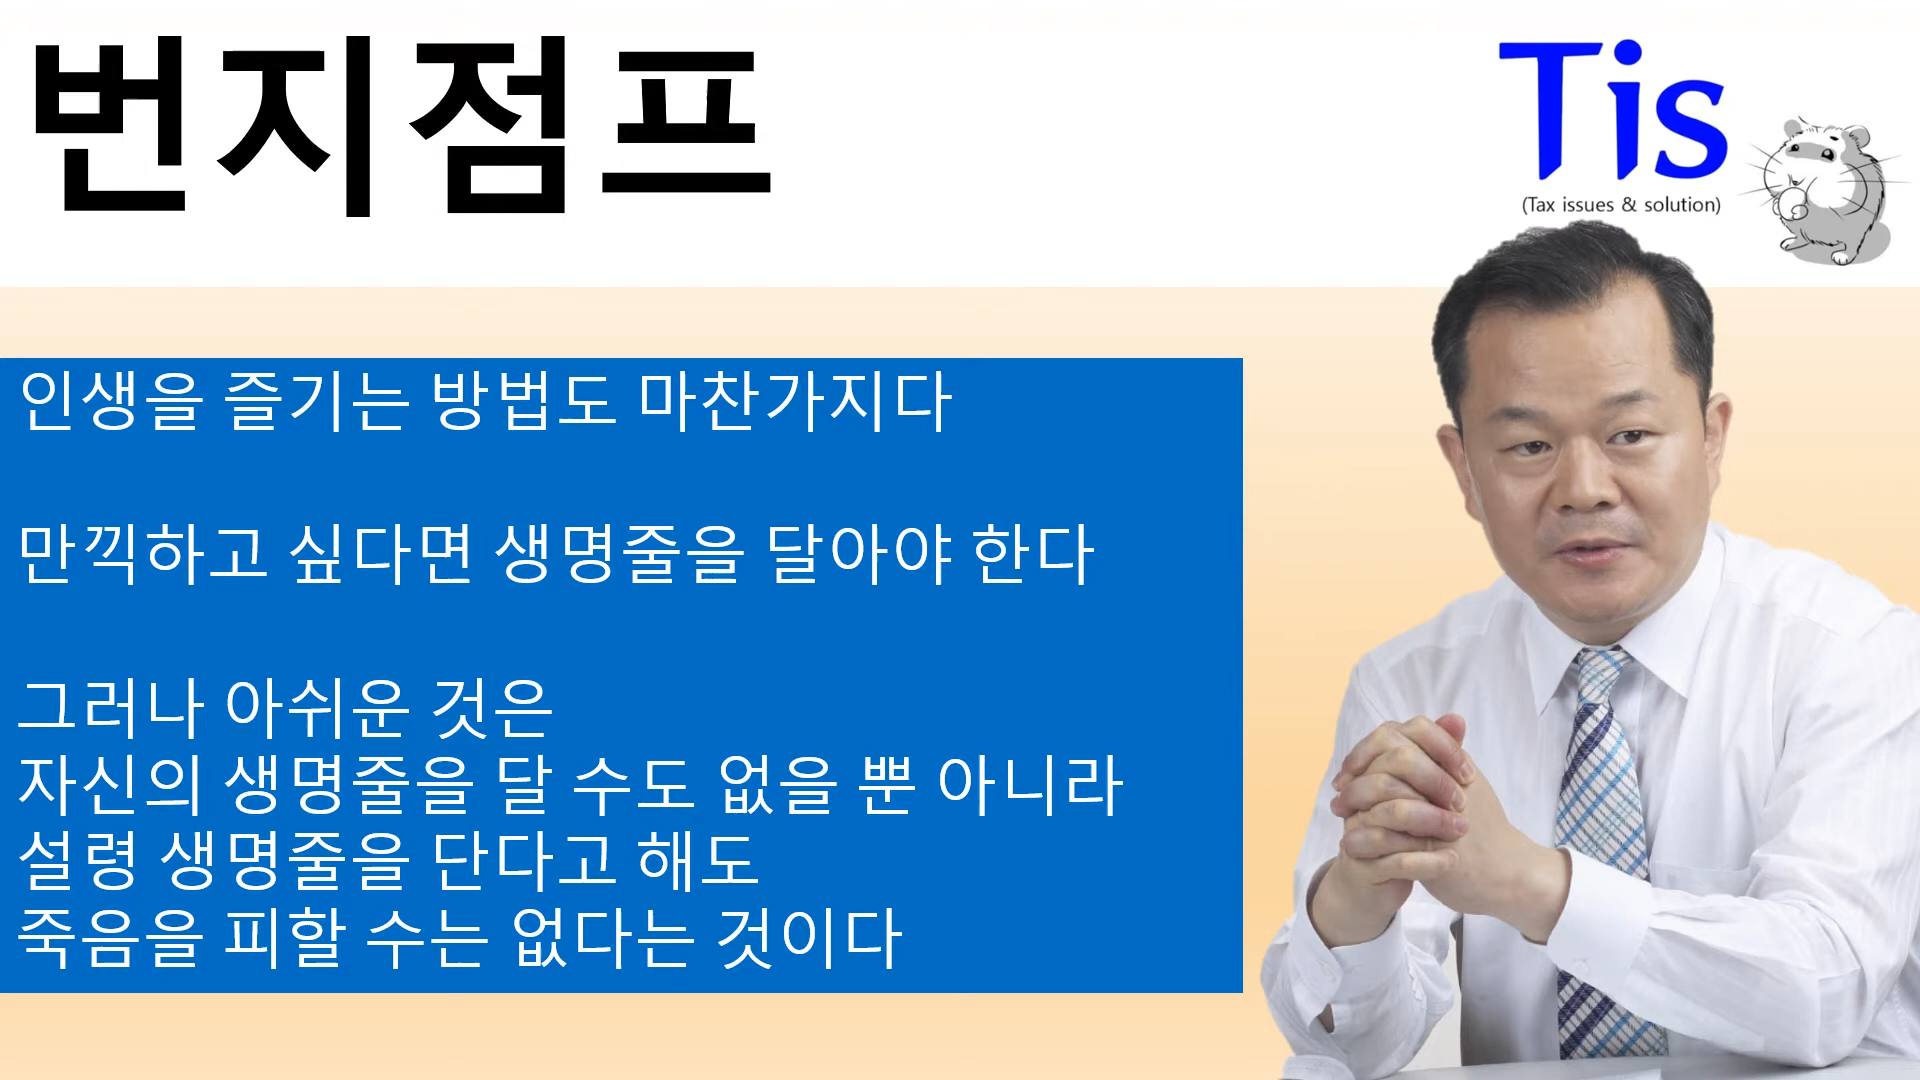 번지점프
Tis
(Tax issues & solution)
인생을 즐기는 방법도 마찬가지다
만끽하고 싶다면 생명줄을 달아야 한다
그러나 아쉬운 것은
자신의 생명줄을 달 수도 없을 뿐 아니라
설령 생명줄을 단다고 해도
죽음을 피할 수는 없다는 것이다